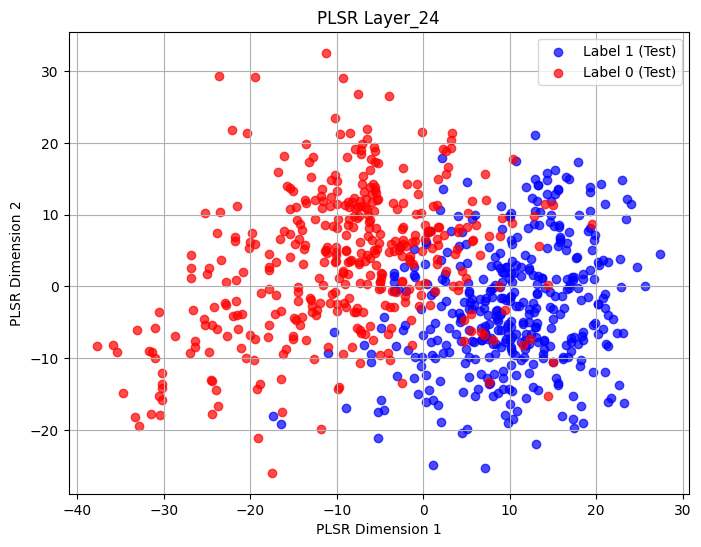 PLSR Layer_24
Label 1 (Test)
Label 0 (Test)
PLSR Dimension 2
30
20
10
0
−10
−20
−40
−30
−20
−10
0
10
20
30
PLSR Dimension 1